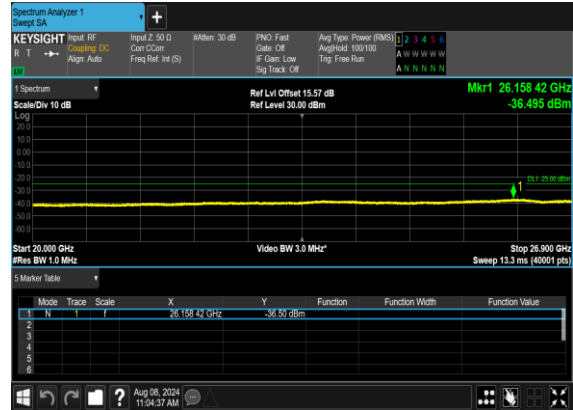 Spectrum Analyzer 1
Swept SA
KEYSIGHT Input: RF Input Z: 50 Ω #Atten: 30 dB PNO: Fast Avg Type: Power (RMS) 1 2 3 4 5 6
R T Coupling: DC Corr CCorr Gate: Off Avg|Hold: 100/100 A W W W W W
Align: Auto Freq Ref: Int (S) IF Gain: Low Trig: Free Run
LM Sig Track: Off A N N N N N
1 Spectrum Ref Lvl Offset 15.57 dB Mkr1 26.158 42 GHz
Scale/Div 10 dB Ref Level 30.00 dBm -36.495 dBm
Log
20.0
10.0
0.00
-10.0
-20.0 DL1 -25.00 dBm
-30.0 1
-40.0
-50.0
-60.0
Start 20.000 GHz Video BW 3.0 MHz* Stop 26.900 GHz
#Res BW 1.0 MHz Sweep 13.3 ms (40001 pts)
5 Marker Table
Mode Trace Scale X Y Function Function Width Function Value
1 N 1 f 26.158 42 GHz -36.50 dBm
2
3
4
5
6
? Aug 08, 2024
11:04:37 AM